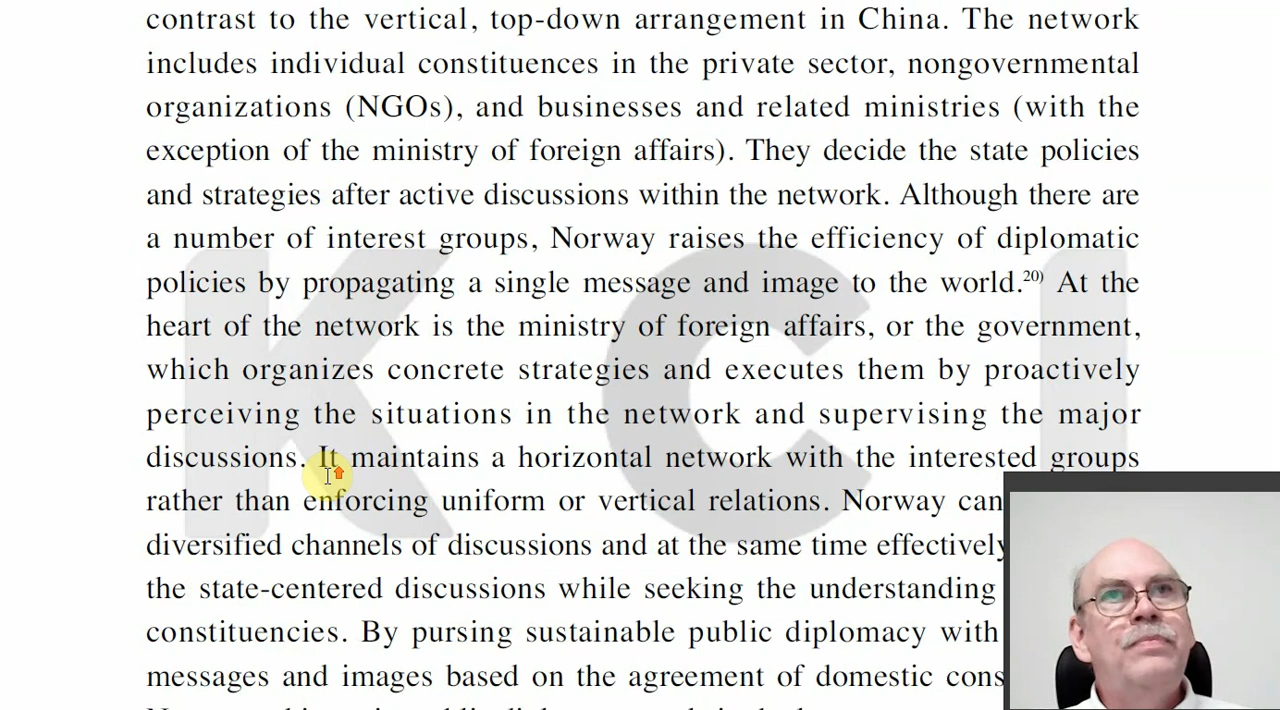 contrast to the vertical, top-down arrangement in China. The network
includes individual constituences in the private sector, nongovernmental
organizations (NGOs), and businesses and related ministries (with the
exception of the ministry of foreign affairs). They decide the state policies
and strategies after active discussions within the network. Although there are
a number of interest groups, Norway raises the efficiency of diplomatic
policies by propagating a single message and image to the world.20) At the
heart of the network is the ministry of foreign affairs, or the government,
which organizes concrete strategies and executes them by proactively
perceiving the situations in the network and supervising the major
discussions. It maintains a horizontal network with the interested groups
rather than enforcing uniform or vertical relations. Norway can
diversified channels of discussions and at the same time effectively
the state-centered discussions while seeking the understanding
constituencies. By pursing sustainable public diplomacy with
messages and images based on the agreement of domestic cons
KCI